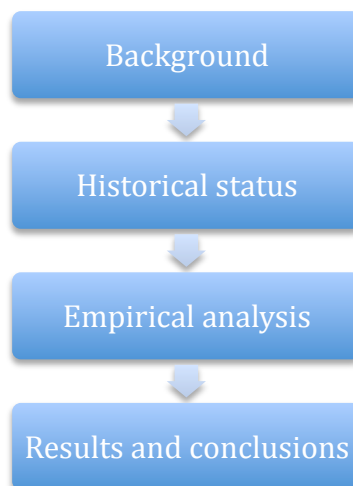 Background
Historical status
Empirical analysis
Results and conclusions